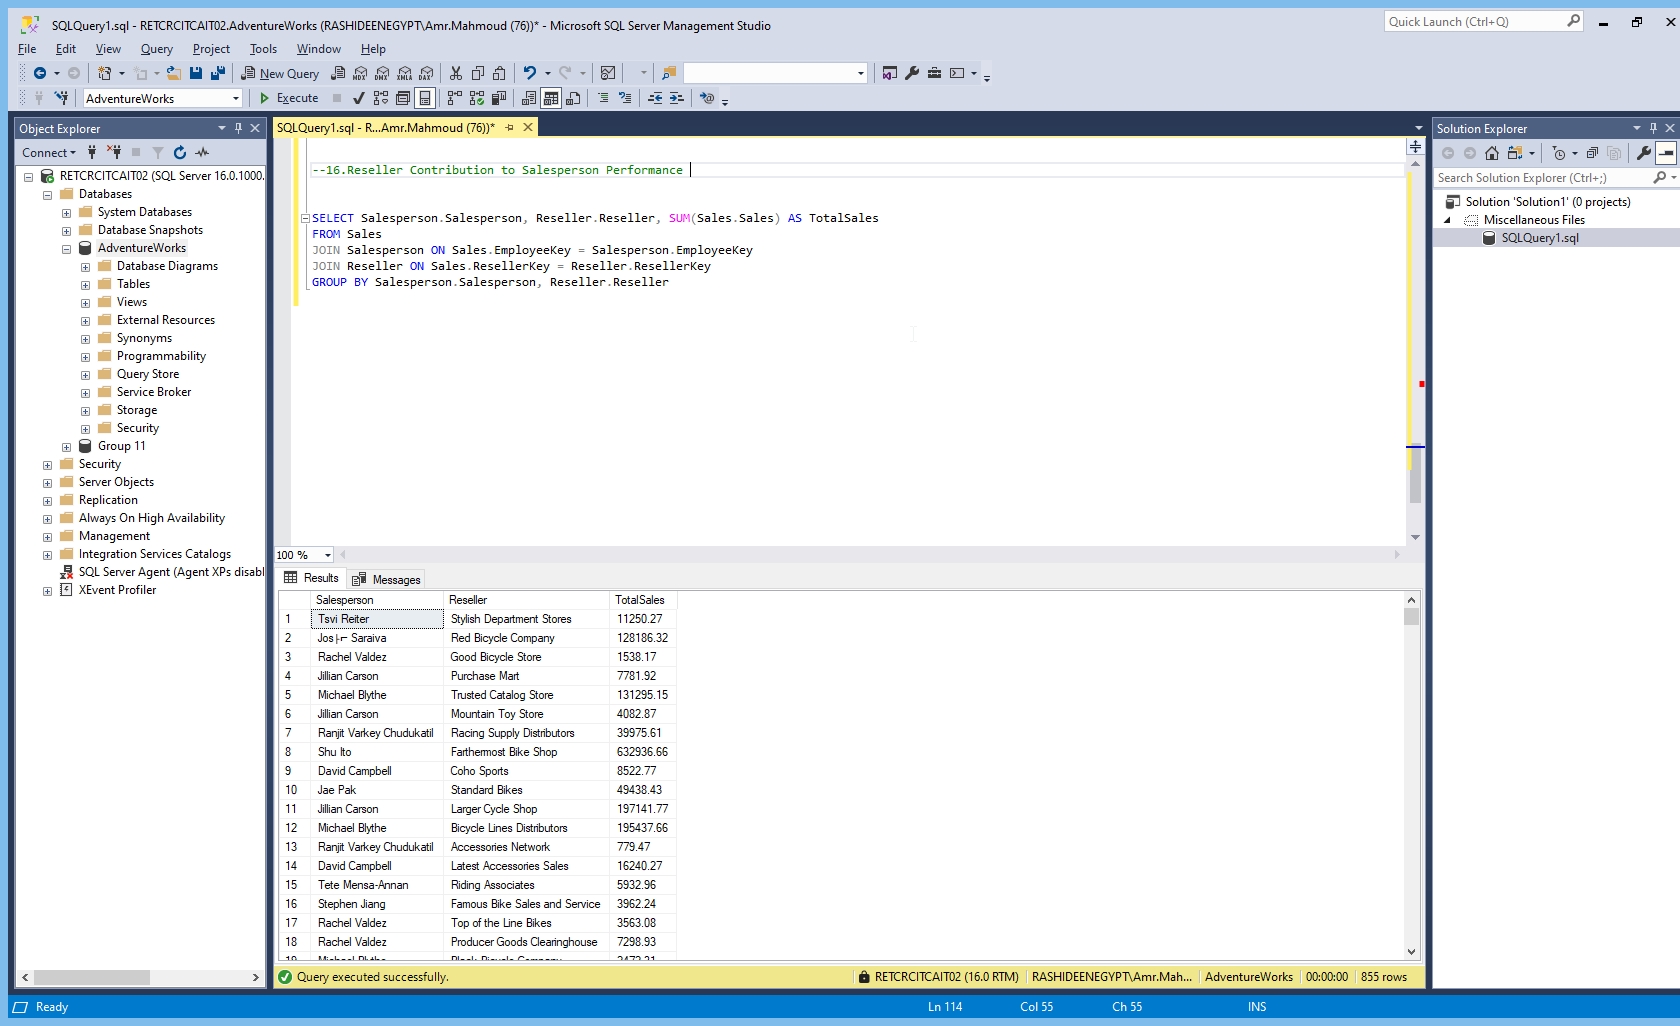 SQLQuery1.sql - RETCRCITCAIT02.AdventureWorks (RASHIDEENEGYPT\Amr.Mahmoud (76))* - Microsoft SQL Server Management Studio
Quick Launch (Ctrl+Q)
File Edit View Query Project Tools Window Help
New Query
AdventureWorks
Execute
Object Explorer
Connect
RETCRCITCAIT02 (SQL Server 16.0.1000.
Databases
System Databases
Database Snapshots
AdventureWorks
Database Diagrams
Tables
Views
External Resources
Synonyms
Programmability
Query Store
Service Broker
Storage
Security
Group 11
Security
Server Objects
Replication
Always On High Availability
Management
Integration Services Catalogs
SQL Server Agent (Agent XPs disabl
XEvent Profiler
SQLQuery1.sql - R...Amr.Mahmoud (76))*
--16.Reseller Contribution to Salesperson Performance
SELECT Salesperson.Salesperson, Reseller.Reseller, SUM(Sales.Sales) AS TotalSales
FROM Sales
JOIN Salesperson ON Sales.EmployeeKey = Salesperson.EmployeeKey
JOIN Reseller ON Sales.ResellerKey = Reseller.ResellerKey
GROUP BY Salesperson.Salesperson, Reseller.Reseller
100 %
Results Messages
Salesperson Reseller TotalSales
1 Tsvi Reiter Stylish Department Stores 11250.27
2 Jos├⌐ Saraiva Red Bicycle Company 128186.32
3 Rachel Valdez Good Bicycle Store 1538.17
4 Jillian Carson Purchase Mart 7781.92
5 Michael Blythe Trusted Catalog Store 131295.15
6 Jillian Carson Mountain Toy Store 4082.87
7 Ranjit Varkey Chudukatil Racing Supply Distributors 39975.61
8 Shu Ito Farthermost Bike Shop 632936.66
9 David Campbell Coho Sports 8522.77
10 Jae Pak Standard Bikes 49438.43
11 Jillian Carson Larger Cycle Shop 197141.77
12 Michael Blythe Bicycle Lines Distributors 195437.66
13 Ranjit Varkey Chudukatil Accessories Network 779.47
14 David Campbell Latest Accessories Sales 16240.27
15 Tete Mensa-Annan Riding Associates 5932.96
16 Stephen Jiang Famous Bike Sales and Service 3962.24
17 Rachel Valdez Top of the Line Bikes 3563.08
18 Rachel Valdez Producer Goods Clearinghouse 7298.93
Query executed successfully.
RETCRCITCAIT02 (16.0 RTM) RASHIDEENEGYPT\Amr.Mah... AdventureWorks 00:00:00 855 rows
Solution Explorer
Search Solution Explorer (Ctrl+;)
Solution 'Solution1' (0 projects)
Miscellaneous Files
SQLQuery1.sql
Ready Ln 114 Col 55 Ch 55 INS